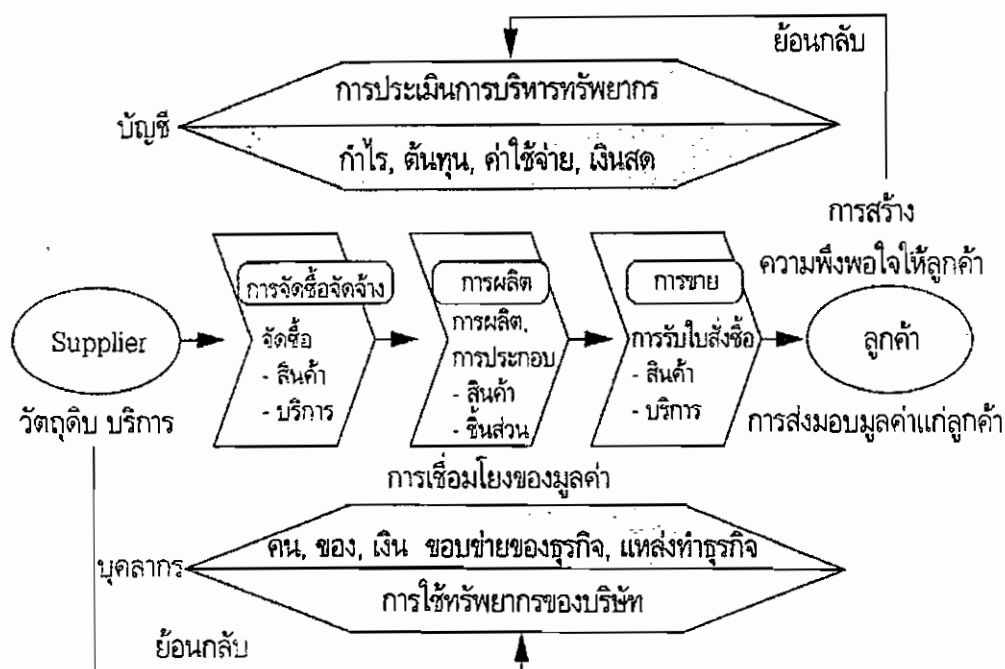 ย้อนกลับ
การประเมินการบริหารทรัพยากร
บัญชี
กำไร, ต้นทุน, ค่าใช้จ่าย, เงินสด
การสร้าง
ความพึงพอใจให้ลูกค้า
การจัดซื้อจัดจ้าง
การผลิต
การขาย
Supplier
จัดซื้อ
- สินค้า
- บริการ
การผลิต,
การประกอบ
- สินค้า
- ชิ้นส่วน
การรับใบสั่งซื้อ
- สินค้า
- บริการ
ลูกค้า
วัตถุดิบ บริการ
การส่งมอบมูลค่าแก่ลูกค้า
การเชื่อมโยงของมูลค่า
คน, ของ, เงิน ขอบข่ายของธุรกิจ, แหล่งทำธุรกิจ
บุคลากร
การใช้ทรัพยากรของบริษัท
ย้อนกลับ